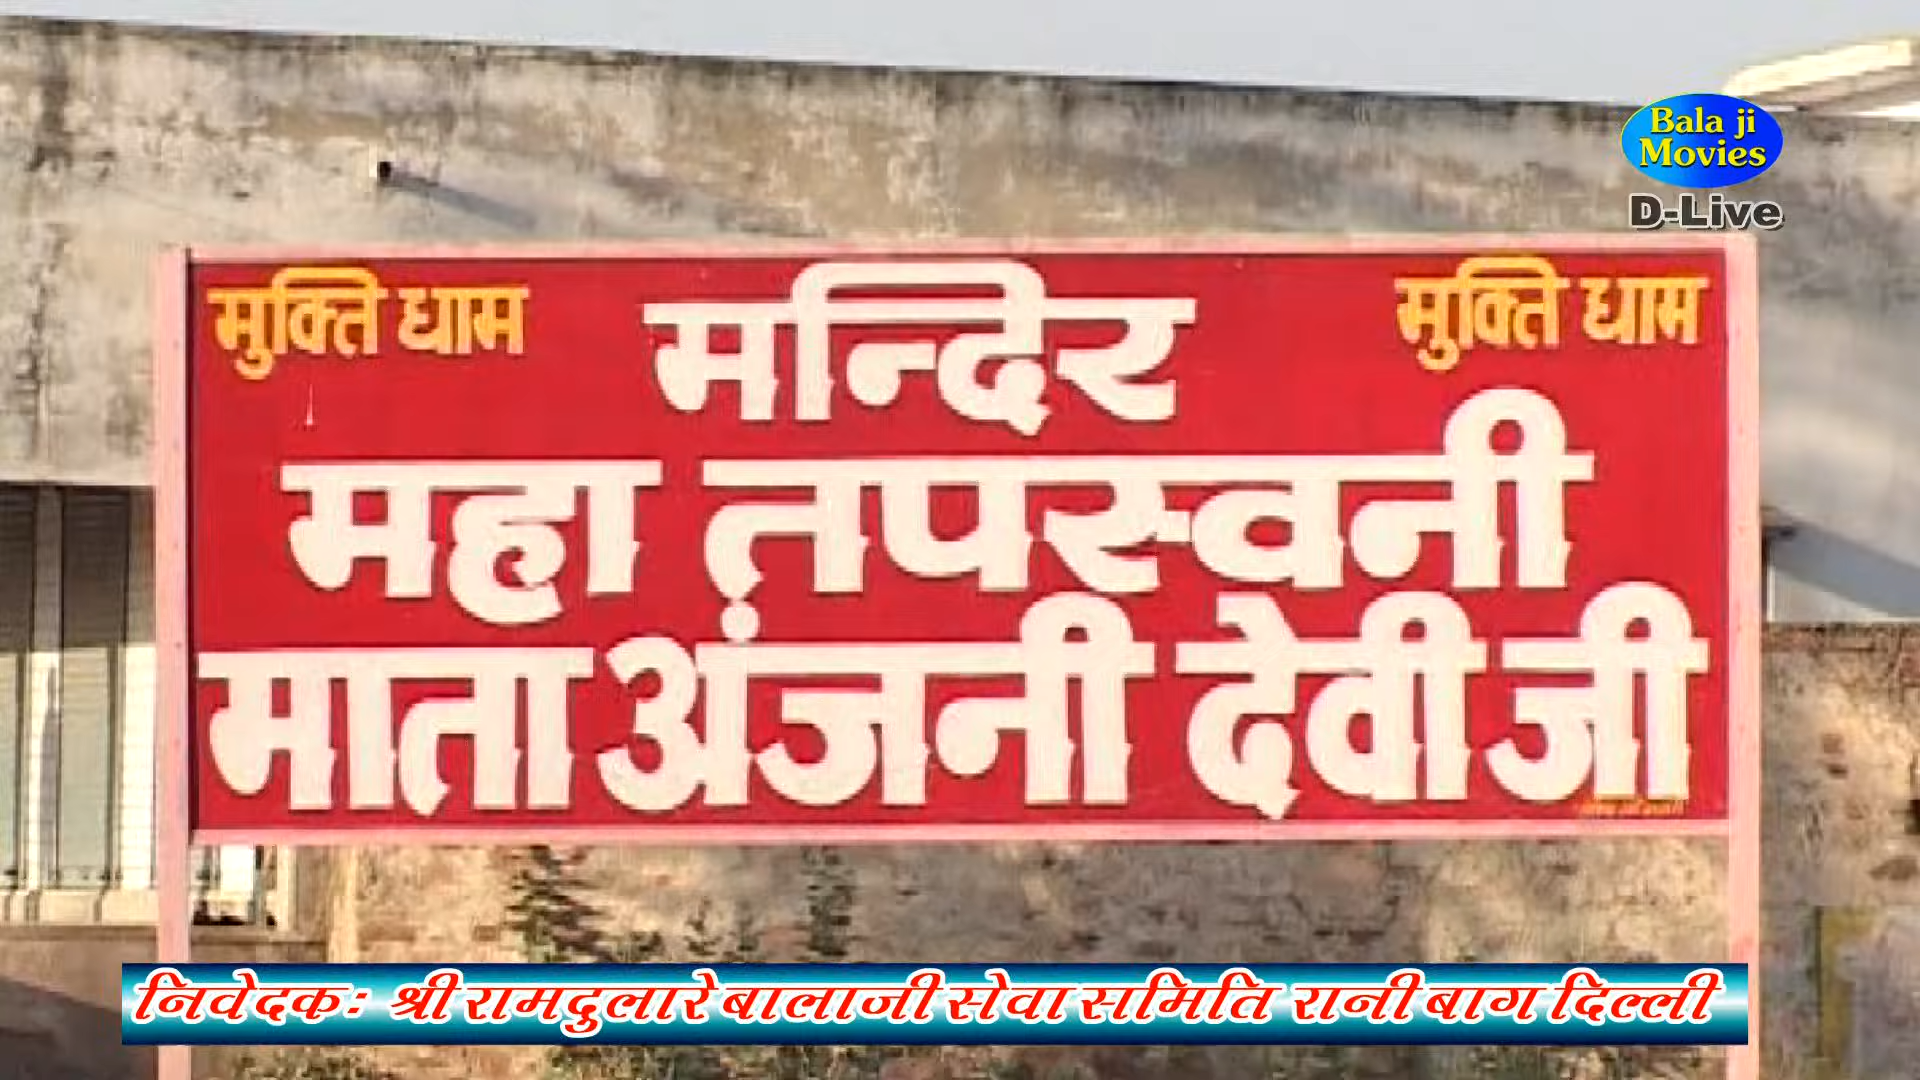 Bala ji
Movies
D-Live
मुक्ति धाम
मन्दिर
मुक्ति धाम
महा तपस्वनी
माता अंजनी देवी जी
निवेदकः श्री रामदुलारे बालाजी सेवा समिति रानी बाग दिल्ली